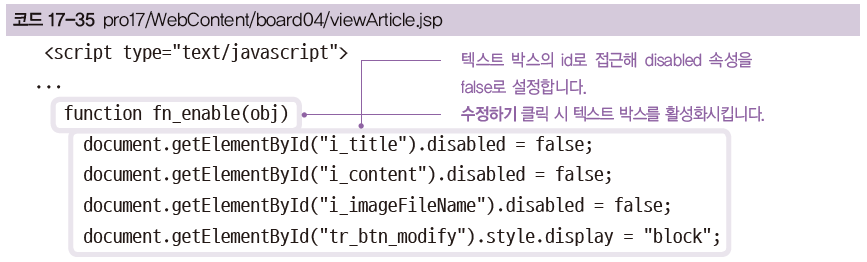 코드 17-35 pro17/WebContent/board04/viewArticle.jsp
<script type="text/javascript">
텍스트 박스의 id로 접근해 disabled 속성을
false로 설정합니다.
...
function fn_enable(obj)
수정하기 클릭 시 텍스트 박스를 활성화시킵니다.
document.getElementById("i_title").disabled = false;
document.getElementById("i_content").disabled = false;
document.getElementById("i_imageFileName").disabled = false;
document.getElementById("tr_btn_modify").style.display = "block";